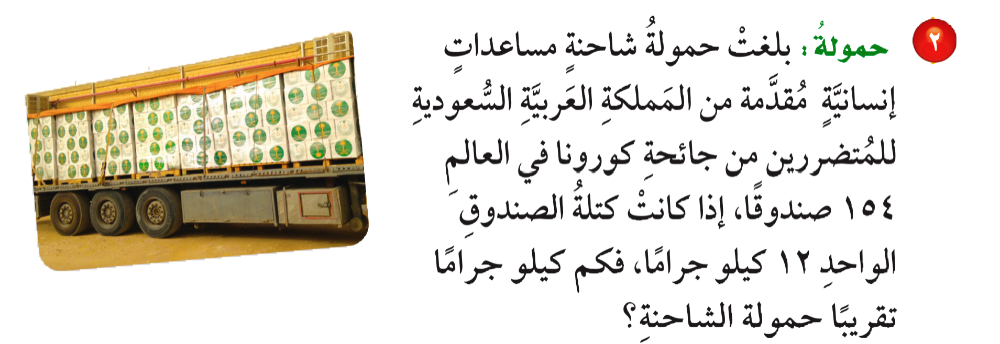 ٢ حمولةُ : بلغتْ حمولةُ شاحنةٍ مساعداتٍ
إنسانيَّةٍ مُقدَّمة من المَملكةِ العَربيَّةِ السُّعوديةِ
للمُتضررين من جائحةِ كورونا في العالمِ
١٥٤ صندوقًا، إذا كانتْ كتلةُ الصندوقِ
الواحدِ ١٢ كيلو جرامًا، فكم كيلو جرامًا
تقريبًا حمولة الشاحنةِ؟